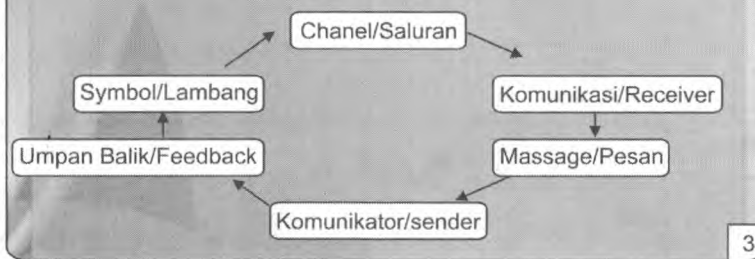 Chanel/Saluran
Symbol/Lambang
Komunikasi/Receiver
Umpan Balik/Feedback
Massage/Pesan
Komunikator/sender
3